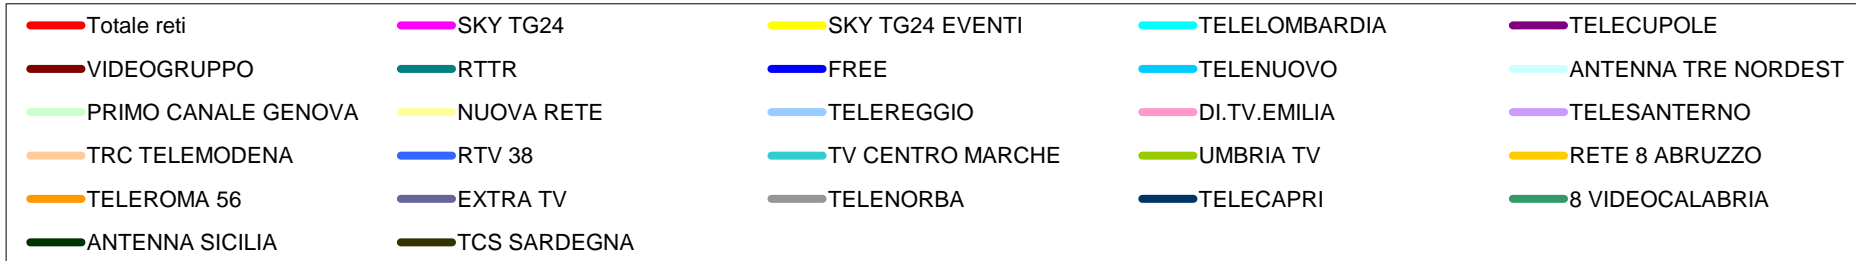 Totale reti SKY TG24 SKY TG24 EVENTI TELELOMBARDIA TELECUPOLE
VIDEOGRUPPO RTTR FREE TELENUOVO ANTENNA TRE NORDEST
PRIMO CANALE GENOVA NUOVA RETE TELEREGGIO DI.TV.EMILIA TELESANTERNO
TRC TELEMODENA RTV 38 TV CENTRO MARCHE UMBRIA TV RETE 8 ABRUZZO
TELEROMA 56 EXTRA TV TELENORBA TELECAPRI 8 VIDEOCALABRIA
ANTENNA SICILIA TCS SARDEGNA